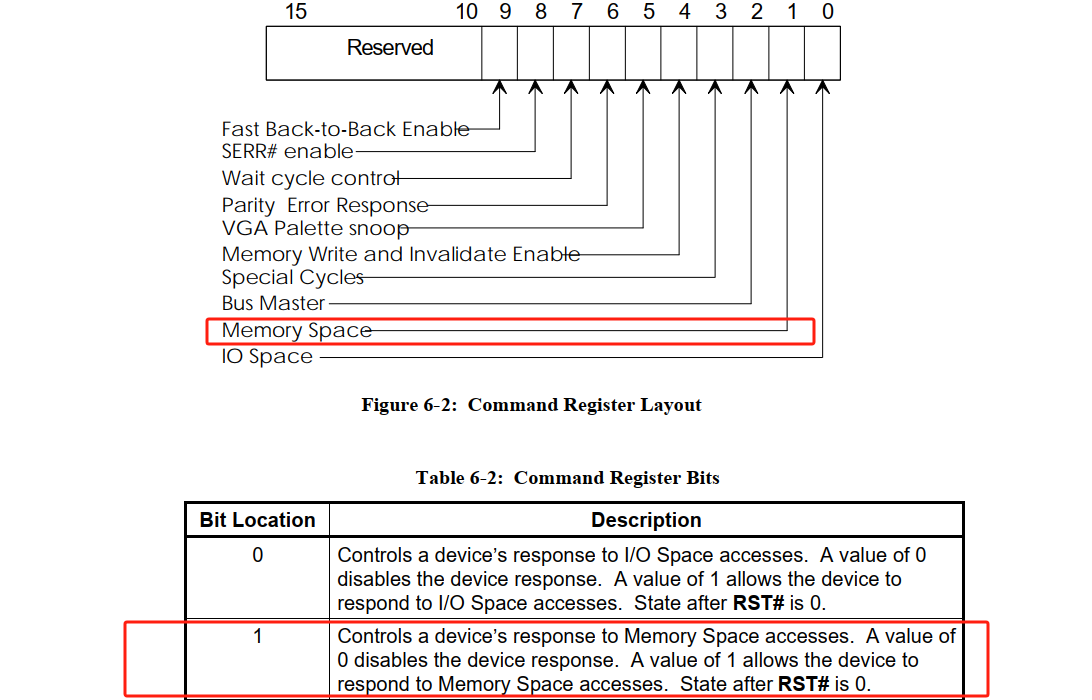 15 10 9 8 7 6 5 4 3 2 1 0
Reserved
Fast Back-to-Back Enable
SERR# enable
Wait cycle control
Parity Error Response
VGA Palette snoop
Memory Write and Invalidate Enable
Special Cycles
Bus Master
Memory Space
IO Space
Figure 6-2: Command Register Layout
Table 6-2: Command Register Bits
Bit Location Description
0 Controls a device's response to I/O Space accesses. A value of 0
disables the device response. A value of 1 allows the device to
respond to I/O Space accesses. State after RST# is 0.
1 Controls a device's response to Memory Space accesses. A value of
0 disables the device response. A value of 1 allows the device to
respond to Memory Space accesses. State after RST# is 0.